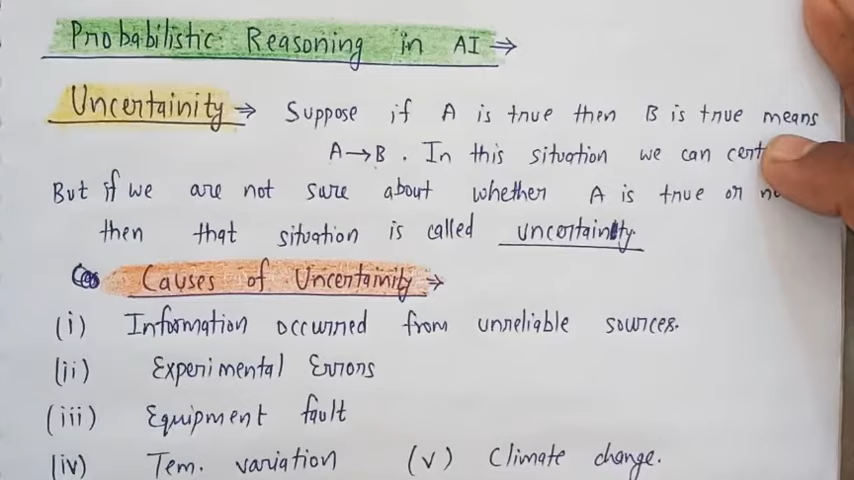 Probabilistic Reasoning in AI ⇒
Uncertainity ⇒ Suppose if A is true then B is true means
A→B. In this situation we can
But if we are not sure about whether A is true or
then that situation is called uncertainty.
Causes of Uncertainity →
(i) Information occurred from unreliable sources.
(ii) Experimental Errors
(iii) Equipment fault
(iv) Tem. variation (v) Climate change.